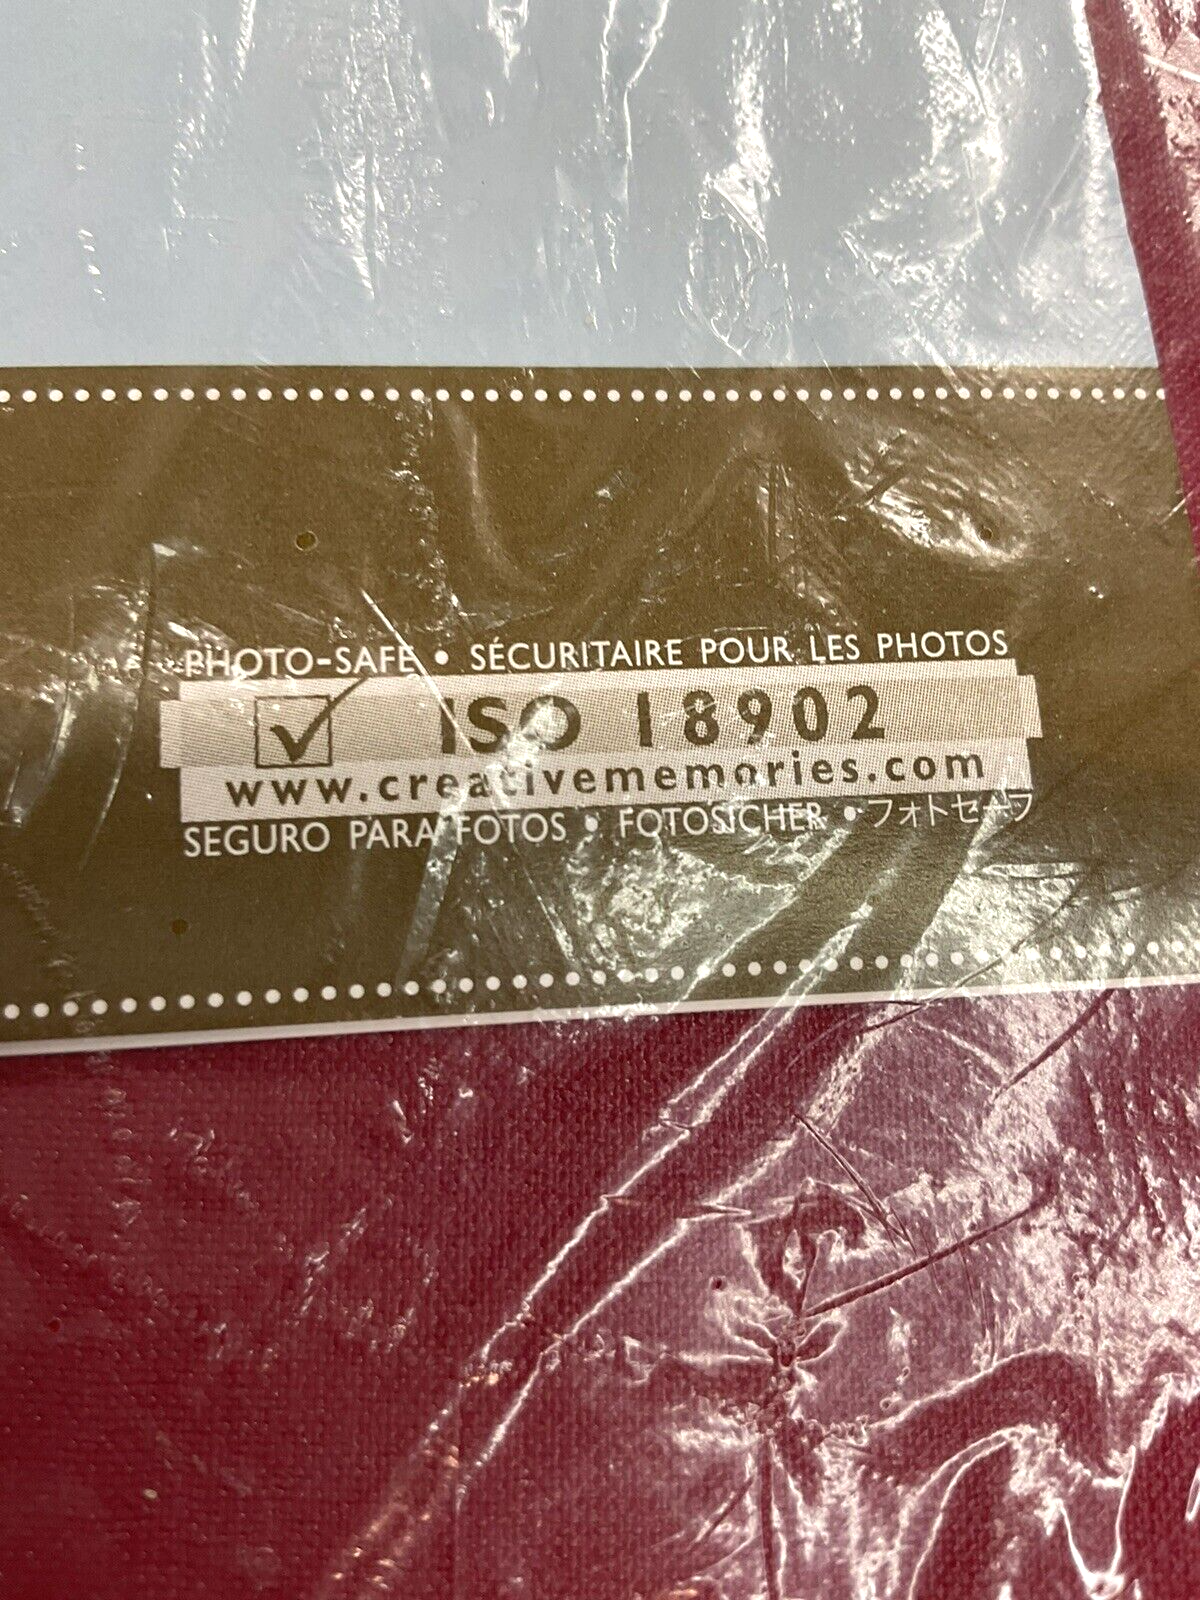 PHOTO-SAFE • SÉCURITAIRE POUR LES PHOTOS
ISO 18902
www.creativememories.com
SEGURO PARA FOTOS • FOTOSICHER • フォトセーフ